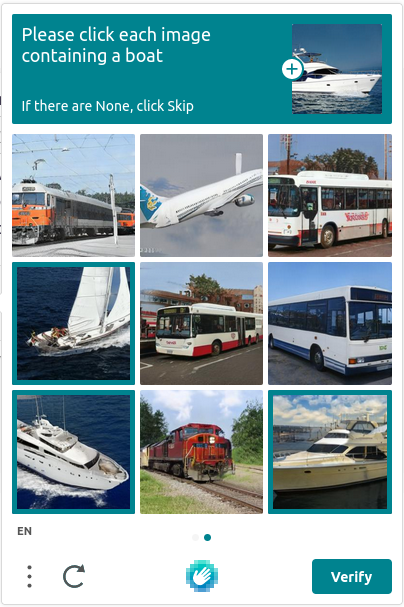 Please click each image
containing a boat
If there are None, click Skip
EN
Verify